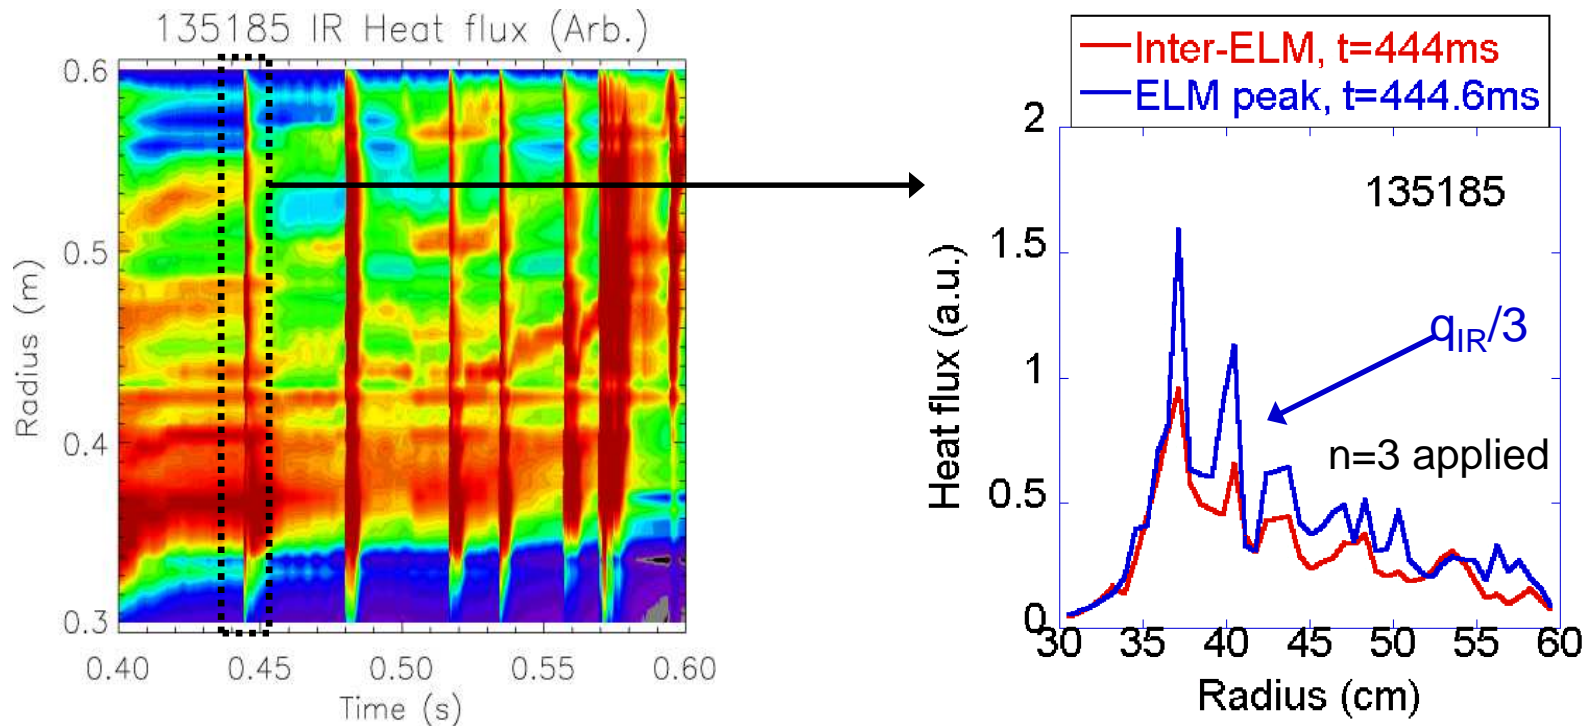 135185 IR Heat flux (Arb.)
0.6
0.5
0.4
0.3
Radius (m)
0.40
0.45
0.50
0.55
0.60
Time (s)
Inter-ELM, t=444ms
ELM peak, t=444.6ms
2
1.5
1
0.5
0
Heat flux (a.u.)
135185
qIR/3
n=3 applied
30
35
40
45
50
55
60
Radius (cm)